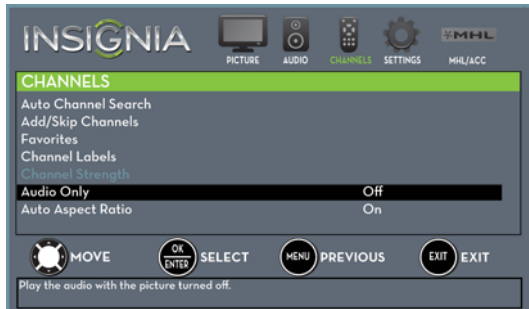 INSIGNIA
PICTURE AUDIO CHANNELS SETTINGS MHL/ACC
MHL
CHANNELS
Auto Channel Search
Add/Skip Channels
Favorites
Channel Labels
Channel Strength
Audio Only Off
Auto Aspect Ratio On
MOVE OK ENTER SELECT MENU PREVIOUS EXIT EXIT
Play the audio with the picture turned off.